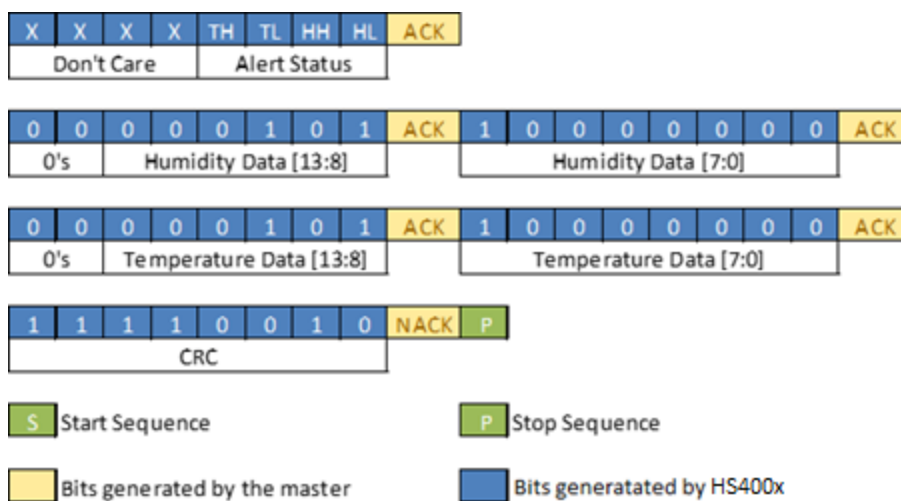 X X X X TH TL HH HL ACK
Don't Care Alert Status
0 0 0 0 0 1 0 1 ACK 1 0 0 0 0 0 0 0 ACK
0's Humidity Data [13:8] Humidity Data [7:0]
0 0 0 0 0 1 0 1 ACK 1 0 0 0 0 0 0 0 ACK
0's Temperature Data [13:8] Temperature Data [7:0]
1 1 1 1 0 0 1 0 NACK P
CRC
S Start Sequence P Stop Sequence
Bits generated by the master Bits generatated by HS400x